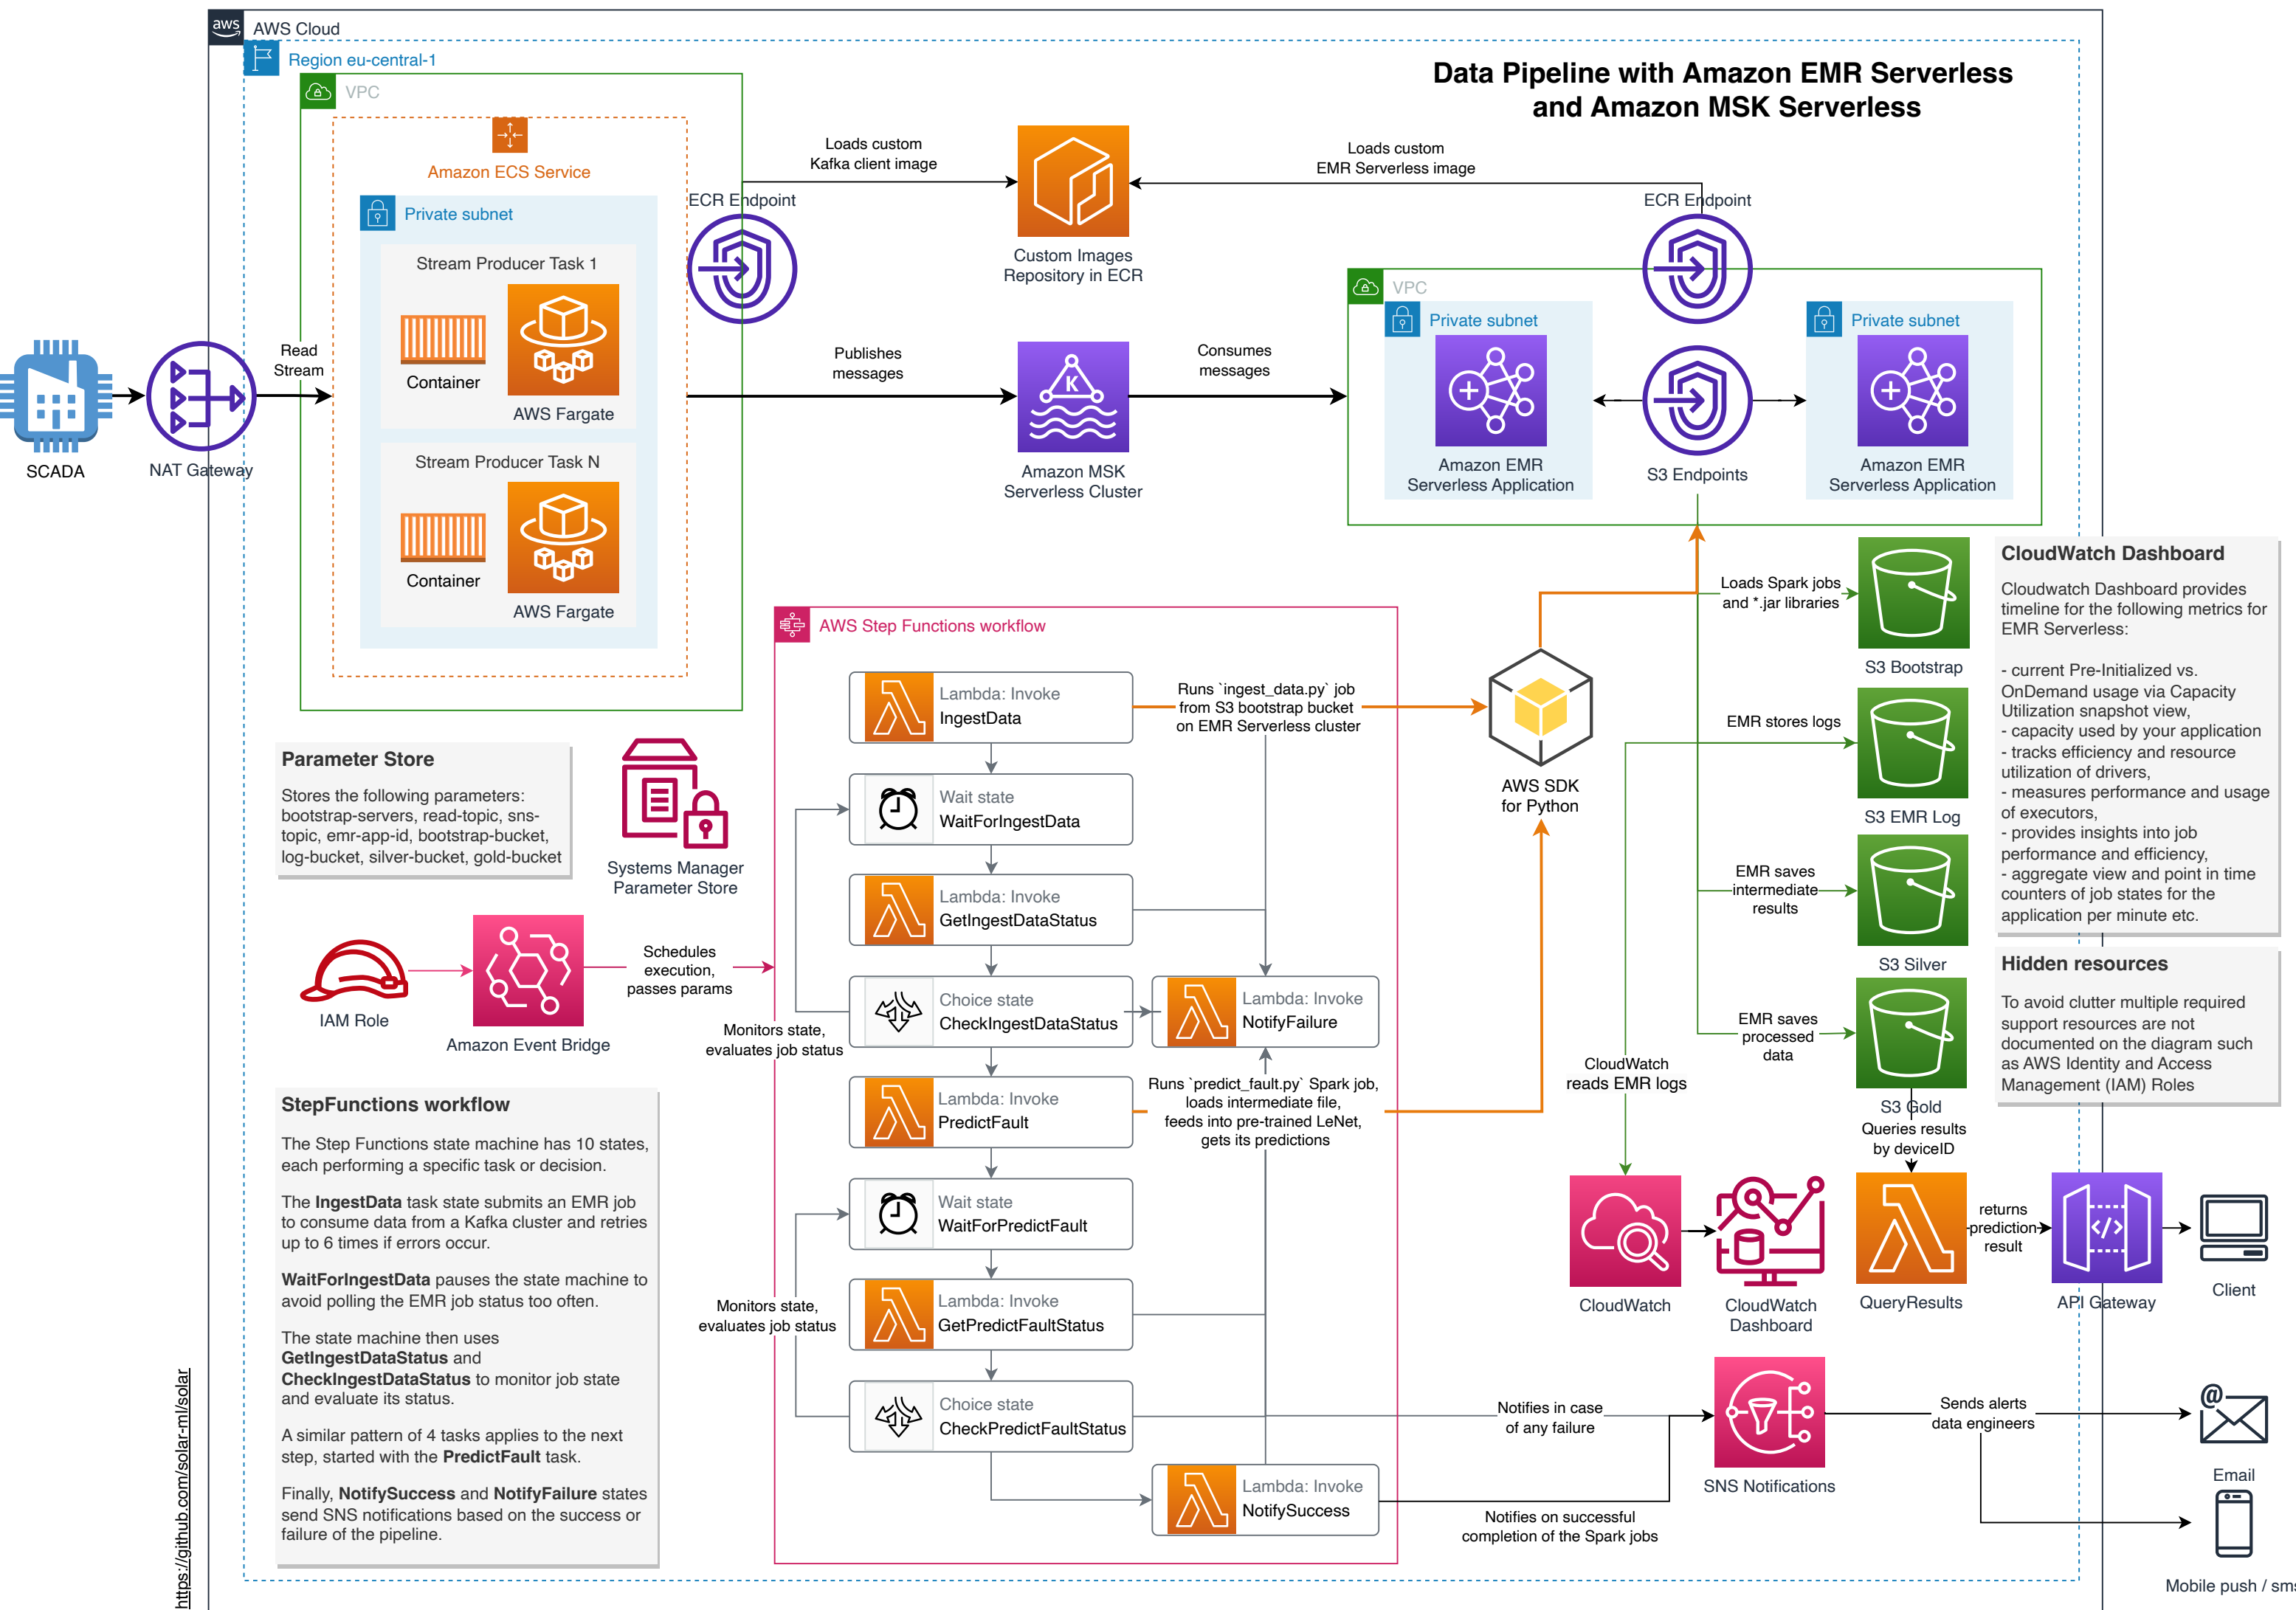 aws
AWS Cloud
Region eu-central-1
Data Pipeline with Amazon EMR Serverless
and Amazon MSK Serverless
VPC
Amazon ECS Service
Private subnet
Stream Producer Task 1
Container
AWS Fargate
Stream Producer Task N
Container
AWS Fargate
SCADA
NAT Gateway
Read
Stream
ECR Endpoint
Loads custom
Kafka client image
Custom Images
Repository in ECR
Loads custom
EMR Serverless image
ECR Endpoint
Publishes
messages
K
Amazon MSK
Serverless Cluster
Consumes
messages
VPC
Private subnet
Amazon EMR
Serverless Application
S3 Endpoints
Private subnet
Amazon EMR
Serverless Application
Parameter Store
Stores the following parameters:
bootstrap-servers, read-topic, sns-
topic, emr-app-id, bootstrap-bucket,
log-bucket, silver-bucket, gold-bucket
Systems Manager
Parameter Store
IAM Role
Amazon Event Bridge
Schedules
execution,
passes params
StepFunctions workflow
The Step Functions state machine has 10 states,
each performing a specific task or decision.
The IngestData task state submits an EMR job
to consume data from a Kafka cluster and retries
up to 6 times if errors occur.
WaitForIngestData pauses the state machine to
avoid polling the EMR job status too often.
The state machine then uses
GetIngestDataStatus and
CheckIngestDataStatus to monitor job state
and evaluate its status.
A similar pattern of 4 tasks applies to the next
step, started with the PredictFault task.
Finally, NotifySuccess and NotifyFailure states
send SNS notifications based on the success or
failure of the pipeline.
https://github.com/solar-ml/solar
AWS Step Functions workflow
Lambda: Invoke
IngestData
Wait state
WaitForIngestData
Lambda: Invoke
GetIngestDataStatus
Choice state
CheckIngestDataStatus
Lambda: Invoke
NotifyFailure
Monitors state,
evaluates job status
Lambda: Invoke
PredictFault
Wait state
WaitForPredictFault
Lambda: Invoke
GetPredictFaultStatus
Monitors state,
evaluates job status
Choice state
CheckPredictFaultStatus
Lambda: Invoke
NotifySuccess
Runs `ingest_data.py` job
from S3 bootstrap bucket
on EMR Serverless cluster
Runs `predict_fault.py` Spark job,
loads intermediate file,
feeds into pre-trained LeNet,
gets its predictions
AWS SDK
for Python
Loads Spark jobs
and *.jar libraries
S3 Bootstrap
EMR stores logs
S3 EMR Log
EMR saves
intermediate
results
S3 Silver
EMR saves
processed
data
S3 Gold
CloudWatch
reads EMR logs
Queries results
by deviceID
CloudWatch Dashboard
Cloudwatch Dashboard provides
timeline for the following metrics for
EMR Serverless:
- current Pre-Initialized vs.
OnDemand usage via Capacity
Utilization snapshot view,
- capacity used by your application
- tracks efficiency and resource
utilization of drivers,
- measures performance and usage
of executors,
- provides insights into job
performance and efficiency,
- aggregate view and point in time
counters of job states for the
application per minute etc.
Hidden resources
To avoid clutter multiple required
support resources are not
documented on the diagram such
as AWS Identity and Access
Management (IAM) Roles
CloudWatch
CloudWatch
Dashboard
QueryResults
returns
prediction
result
</>
API Gateway
Client
Notifies in case
of any failure
Notifies on successful
completion of the Spark jobs
SNS Notifications
Sends alerts
data engineers
@
Email
Mobile push / sms